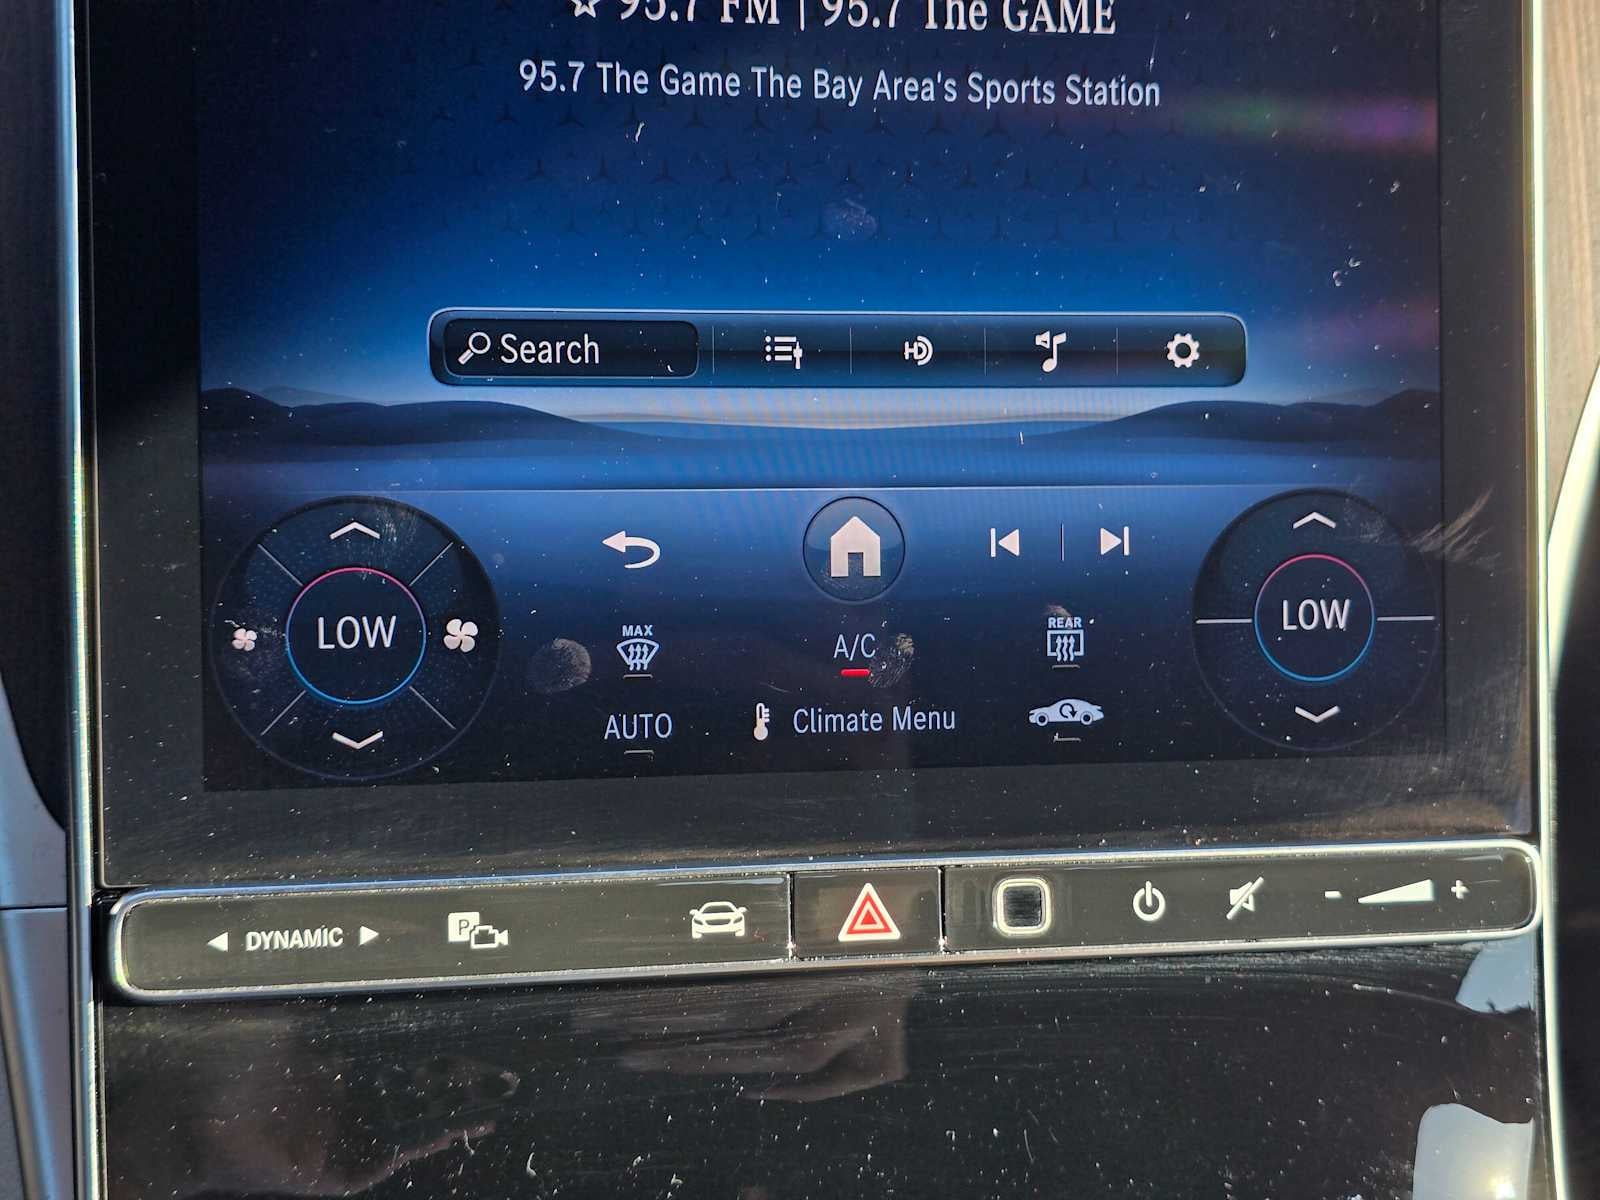 95.7 FM | 95.7 The GAME
95.7 The Game The Bay Area's Sports Station
Search
HD
LOW
LOW
MAX
A/C
REAR
AUTO
Climate Menu
DYNAMIC
P
- +